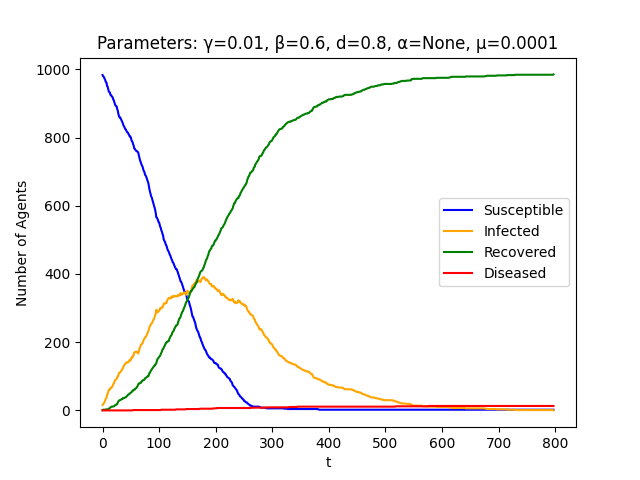 Parameters: γ=0.01, β=0.6, d=0.8, α=None, μ=0.0001
Number of Agents
1000
800
600
400
200
0
Susceptible
Infected
Recovered
Diseased
0 100 200 300 400 500 600 700 800
t